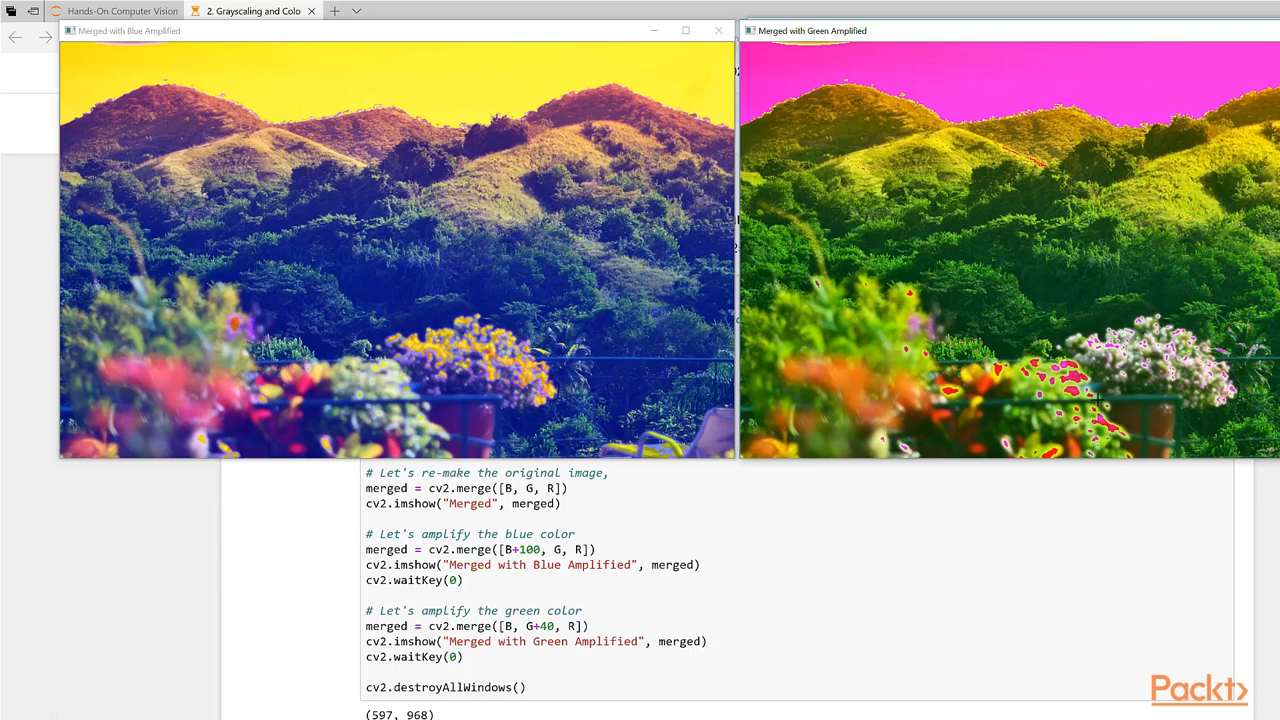 Hands-On Computer Vision
2. Grayscaling and Colo
Merged with Blue Amplified
Merged with Green Amplified
# Let's re-make the original image,
merged = cv2.merge([B, G, R])
cv2.imshow("Merged", merged)
# Let's amplify the blue color
merged = cv2.merge([B+100, G, R])
cv2.imshow("Merged with Blue Amplified", merged)
cv2.waitKey(0)
# Let's amplify the green color
merged = cv2.merge([B, G+40, R])
cv2.imshow("Merged with Green Amplified", merged)
cv2.waitKey(0)
cv2.destroyAllWindows()
(597, 968)
Packt>